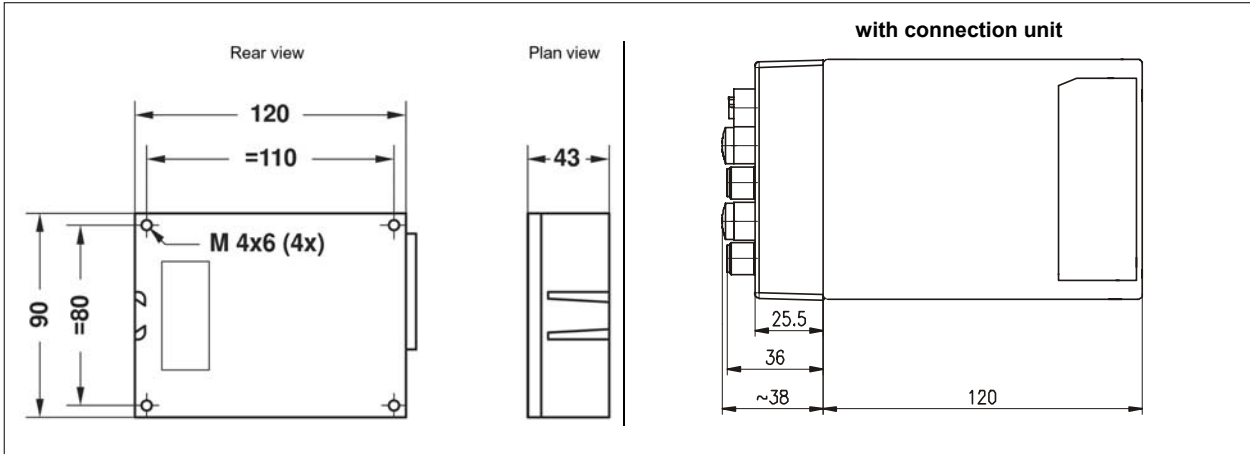 with connection unit
Rear view
Plan view
120
=110
43
M 4x6 (4x)
90
=80
25.5
36
~38
120